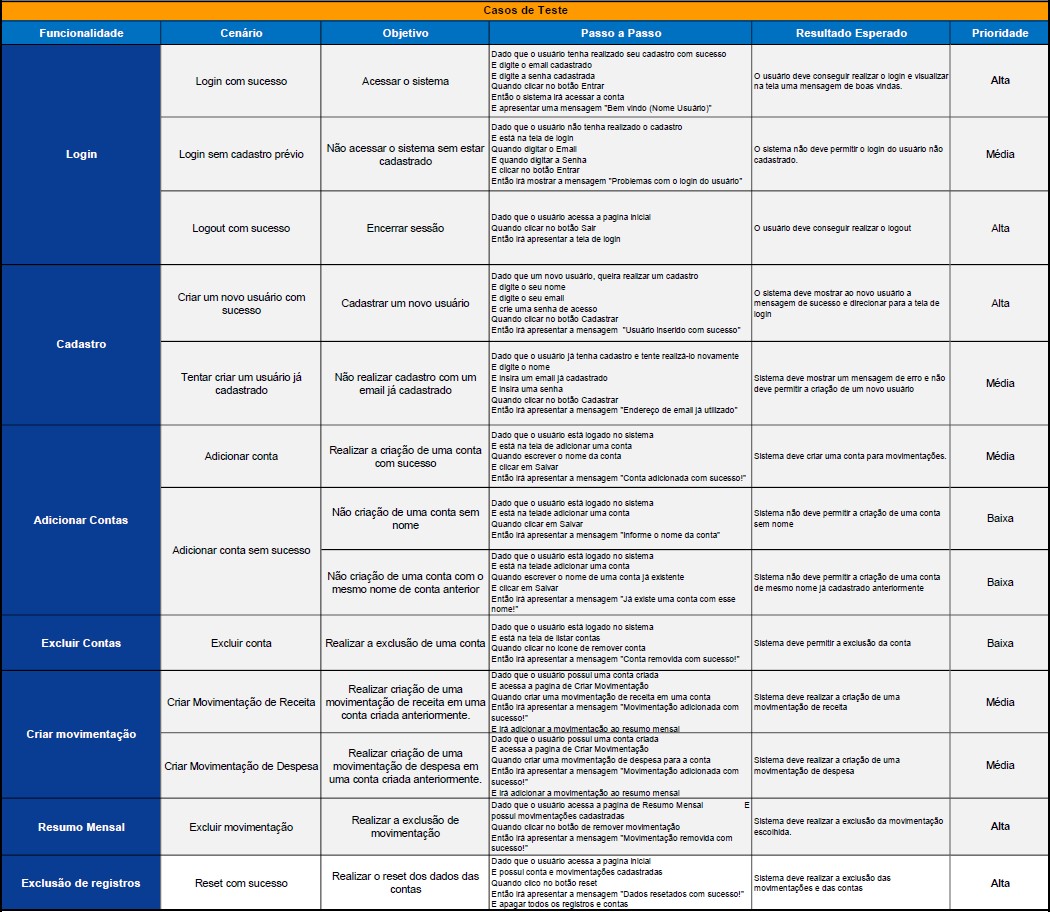 Casos de Teste
Funcionalidade Cenário Objetivo Passo a Passo Resultado Esperado Prioridade
Login
Login com sucesso
Acessar o sistema
Dado que o usuário tenha realizado seu cadastro com sucesso
E digite o email cadastrado
E digite a senha cadastrada
Quando clicar no botão Entrar
Então o sistema irá acessar a conta
E apresentar uma mensagem "Bem vindo (Nome Usuário)"
O usuário deve conseguir realizar o login e visualizar
na tela uma mensagem de boas vindas.
Alta
Login sem cadastro prévio
Não acessar o sistema sem estar
cadastrado
Dado que o usuário não tenha realizado o cadastro
E está na tela de login
Quando digitar o Email
E quando digitar a Senha
E clicar no botão Entrar
Então irá mostrar a mensagem "Problemas com o login do usuário"
O sistema não deve permitir o login do usuário não
cadastrado.
Média
Logout com sucesso
Encerrar sessão
Dado que o usuário acessa a pagina inicial
Quando clicar no botão Sair
Então irá apresentar a tela de login
O usuário deve conseguir realizar o logout
Alta
Cadastro
Criar um novo usuário com
sucesso
Cadastrar um novo usuário
Dado que um novo usuário, queira realizar um cadastro
E digite o seu nome
E digite o seu email
E crie uma senha de acesso
Quando clicar no botão Cadastrar
Então irá apresentar a mensagem "Usuário inserido com sucesso"
O sistema deve mostrar ao novo usuário a
mensagem de sucesso e direcionar para a tela de
login
Alta
Tentar criar um usuário já
cadastrado
Não realizar cadastro com um
email já cadastrado
Dado que o usuário já tenha cadastro e tente realizá-lo novamente
E digite o nome
E insira um email já cadastrado
E insira uma senha
Quando clicar no botão Cadastrar
Então irá apresentar a mensagem "Endereço de email já utilizado"
Sistema deve mostrar um mensagem de erro e não
deve permitir a criação de um novo usuário
Média
Adicionar Contas
Adicionar conta
Realizar a criação de uma conta
com sucesso
Dado que o usuário está logado no sistema
E está na tela de adicionar uma conta
Quando escrever o nome da conta
E clicar em Salvar
Então irá apresentar a mensagem "Conta adicionada com sucesso!"
Sistema deve criar uma conta para movimentações.
Média
Adicionar conta sem sucesso
Não criação de uma conta sem
nome
Dado que o usuário está logado no sistema
E está na telade adicionar uma conta
Quando clicar em Salvar
Então irá apresentar a mensagem "Informe o nome da conta"
Sistema não deve permitir a criação de uma conta
sem nome
Baixa
Não criação de uma conta com o
mesmo nome de conta anterior
Dado que o usuário está logado no sistema
E está na telade adicionar uma conta
Quando escrever o nome de uma conta já existente
E clicar em Salvar
Então irá apresentar a mensagem "Já existe uma conta com esse
nome!"
Sistema não deve permitir a criação de uma conta
de mesmo nome já cadastrado anteriormente
Baixa
Excluir Contas
Excluir conta
Realizar a exclusão de uma conta
Dado que o usuário está logado no sistema
E está na tela de listar contas
Quando clicar no icone de remover conta
Então irá apresentar a mensagem "Conta removida com sucesso!"
Sistema deve permitir a exclusão da conta
Baixa
Criar movimentação
Criar Movimentação de Receita
Realizar criação de uma
movimentação de receita em uma
conta criada anteriormente.
Dado que o usuário possui uma conta criada
E acessa a pagina de Criar Movimentação
Quando criar uma movimentação de receita em uma conta
Então irá apresentar a mensagem "Movimentação adicionada com
sucesso!"
E irá adicionar a movimentação ao resumo mensal
Sistema deve realizar a criação de uma
movimentação de receita
Média
Criar Movimentação de Despesa
Realizar criação de uma
movimentação de despesa em
uma conta criada anteriormente.
Dado que o usuário possui uma conta criada
E acessa a pagina de Criar Movimentação
Quando criar uma movimentação de despesa para a conta
Então irá apresentar a mensagem "Movimentação adicionada com
sucesso!"
E irá adicionar a movimentação ao resumo mensal
Sistema deve realizar a criação de uma
movimentação de despesa
Média
Resumo Mensal
Excluir movimentação
Realizar a exclusão de
movimentação
Dado que o usuário acessa a pagina de Resumo Mensal E
possui movimentações cadastradas
Quando clicar no botão de remover movimentação
Então irá apresentar a mensagem "Movimentação removida com
sucesso!"
Sistema deve realizar a exclusão da movimentação
escolhida.
Alta
Exclusão de registros
Reset com sucesso
Realizar o reset dos dados das
contas
Dado que o usuário acessa a pagina inicial
E possui conta e movimentações cadastradas
Quando clico no botão reset
Então irá apresentar a mensagem "Dados resetados com sucesso!"
E apagar todos os registros e contas
Sistema deve realizar a exclusão das
movimentações e das contas
Alta